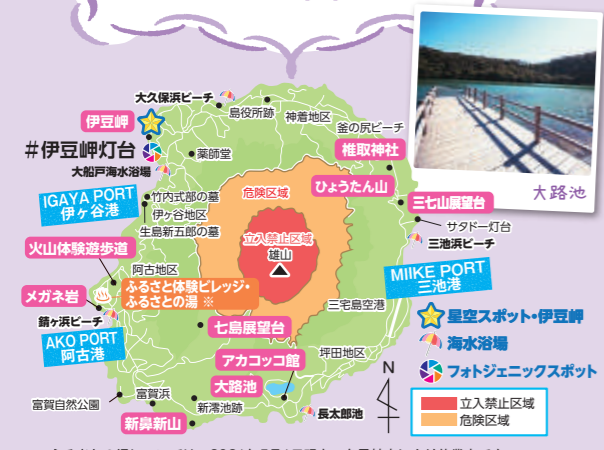 大路池
大久保浜ビーチ
島役所跡
神着地区
釜の尻ビーチ
伊豆岬
#伊豆岬灯台
薬師堂
椎取神社
大船戸海水浴場
危険区域
ひょうたん山
IGAYA PORT
伊ヶ谷港
竹内式部の墓
伊ヶ谷地区
生島新五郎の墓
三七山展望台
サタドー灯台
三池浜ビーチ
立入禁止区域
雄山
火山体験遊歩道
阿古地区
MIIKE PORT
三池港
ふるさと体験ビレッジ・
ふるさとの湯 ※
メガネ岩
三宅島空港
錆ヶ浜ビーチ
AKO PORT
阿古港
七島展望台
アカコッコ館
坪田地区
大路池
富賀浜
富賀自然公園
新澪池跡
新鼻新山
長太郎池
N
星空スポット・伊豆岬
海水浴場
フォトジェニックスポット
立入禁止区域
危険区域